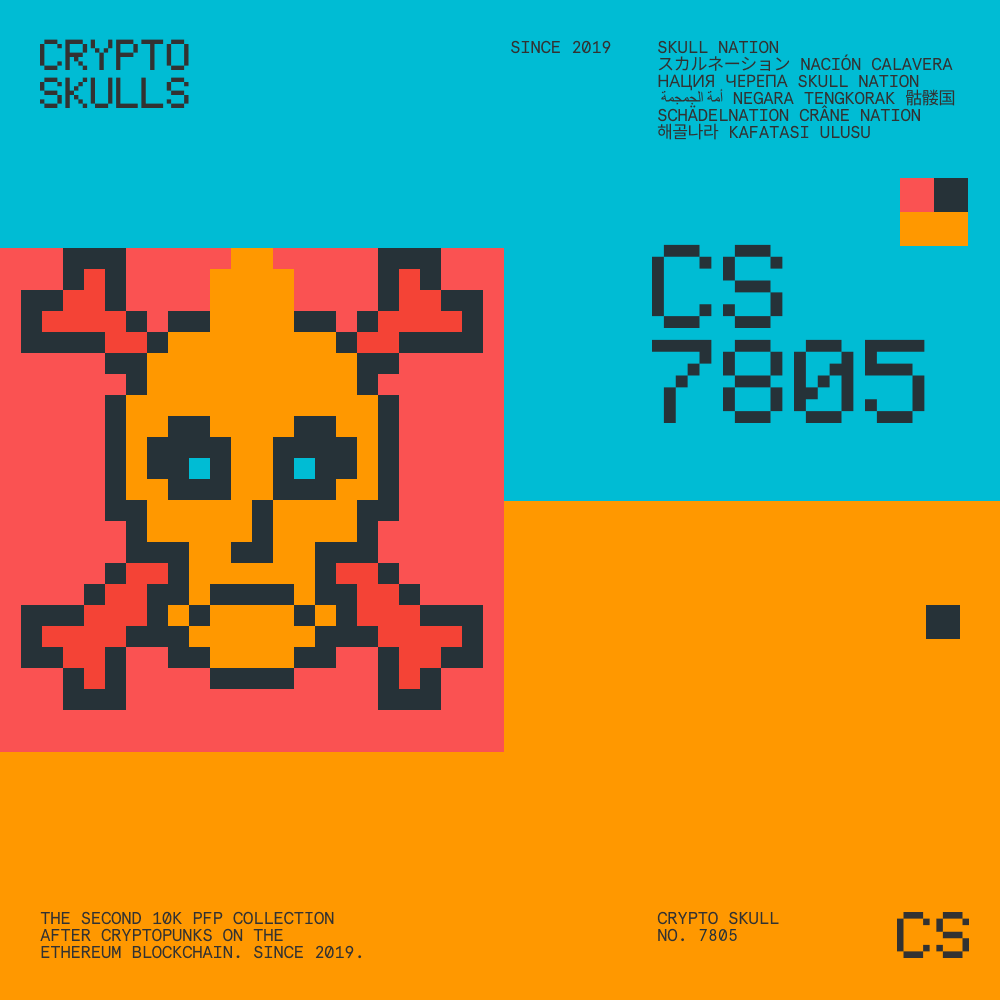 CRYPTO
SKULLS
SINCE 2019
SKULL NATION
スカルネーション NACIÓN CALAVERA
НАЦИЯ ЧЕРЕПА SKULL NATION
أمة الجمجمة NEGARA TENGKORAK 骷髅国
SCHÄDELNATION CRÂNE NATION
해골나라 KAFATASI ULUSU
CS
7805
THE SECOND 10K PFP COLLECTION
AFTER CRYPTOPUNKS ON THE
ETHEREUM BLOCKCHAIN. SINCE 2019.
CRYPTO SKULL
NO. 7805
CS